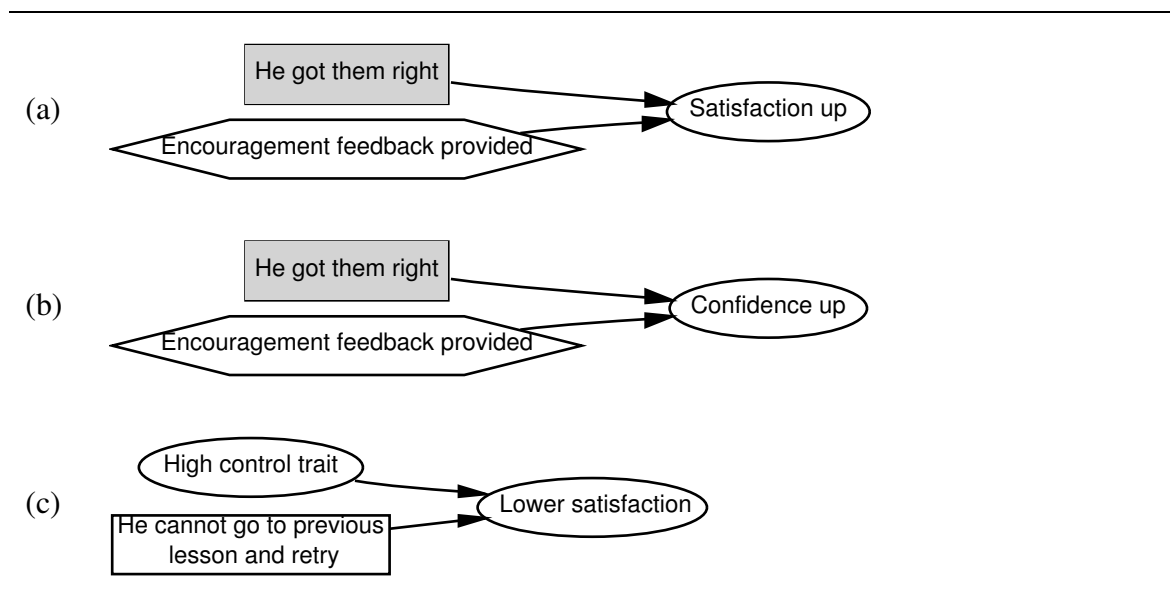 (a)
He got them right
Encouragement feedback provided
Satisfaction up
(b)
He got them right
Encouragement feedback provided
Confidence up
(c)
High control trait
He cannot go to previous
lesson and retry
Lower satisfaction